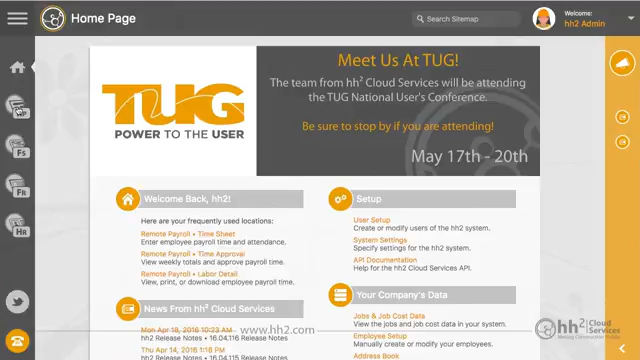 Home Page
Search Sitemap
Welcome:
hh2 Admin
Meet Us At TUG!
The team from hh² Cloud Services will be attending
the TUG National User's Conference.
Be sure to stop by if you are attending!
May 17th - 20th
TUG
POWER TO THE USER
Fs
FR
HR
Welcome Back, hh2!
Here are your frequently used locations:
Remote Payroll • Time Sheet
Enter employee payroll time and attendance.
Remote Payroll • Time Approval
View weekly totals and approve payroll time.
Remote Payroll • Labor Detail
View, print, or download employee payroll time.
News From hh² Cloud Services
Mon Apr 18, 2016 10:23 AM
hh2 Release Notes • 16.04.116 Release Notes
Thu Apr 14, 2016 1:18 PM
hh2 Release Notes • 16.04.115 Release Notes
Setup
User Setup
Create or modify users of the hh2 system.
System Settings
Specify settings for the hh2 system.
API Documentation
Help for the hh2 Cloud Services API.
Your Company's Data
Jobs & Job Cost Data
View the jobs and job cost data in your system.
Employee Setup
Manually create or modify your employees.
Address Book
www.hh2.com
hh2 Cloud
Services